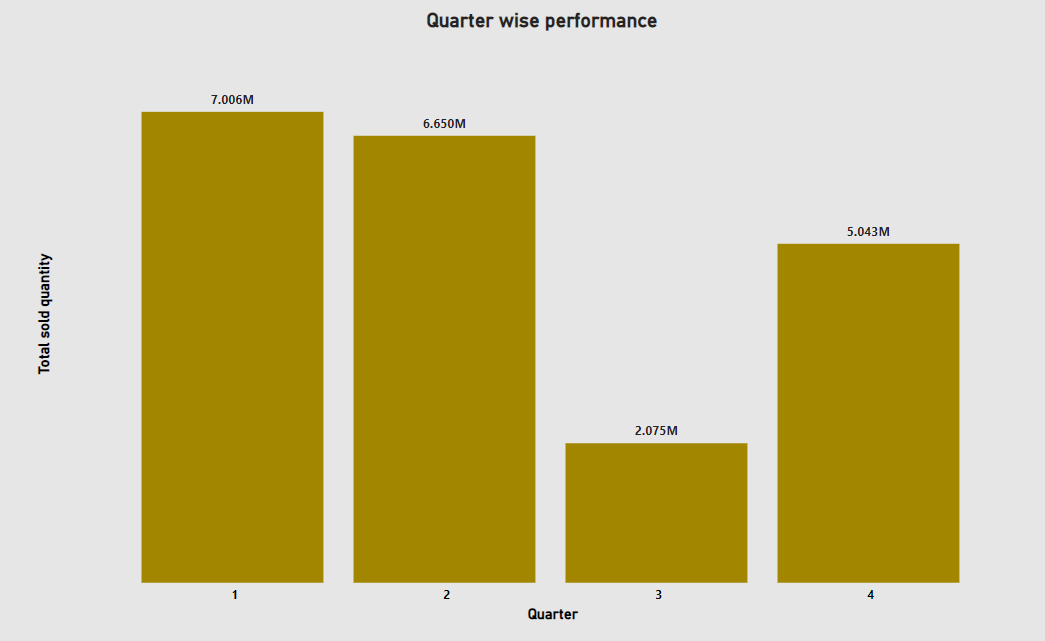 Quarter wise performance
7.006M
6.650M
5.043M
2.075M
Total sold quantity
1 2 3 4
Quarter